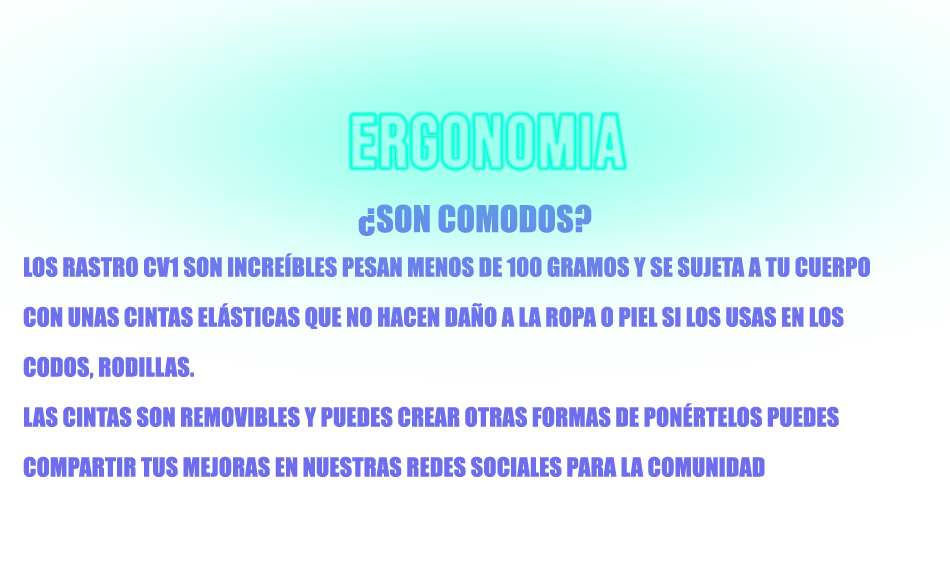 ERGONOMIA
¿SON COMODOS?
LOS RASTRO CV1 SON INCREÍBLES PESAN MENOS DE 100 GRAMOS Y SE SUJETA A TU CUERPO
CON UNAS CINTAS ELÁSTICAS QUE NO HACEN DAÑO A LA ROPA O PIEL SI LOS USAS EN LOS
CODOS, RODILLAS.
LAS CINTAS SON REMOVIBLES Y PUEDES CREAR OTRAS FORMAS DE PONÉRTELOS PUEDES
COMPARTIR TUS MEJORAS EN NUESTRAS REDES SOCIALES PARA LA COMUNIDAD